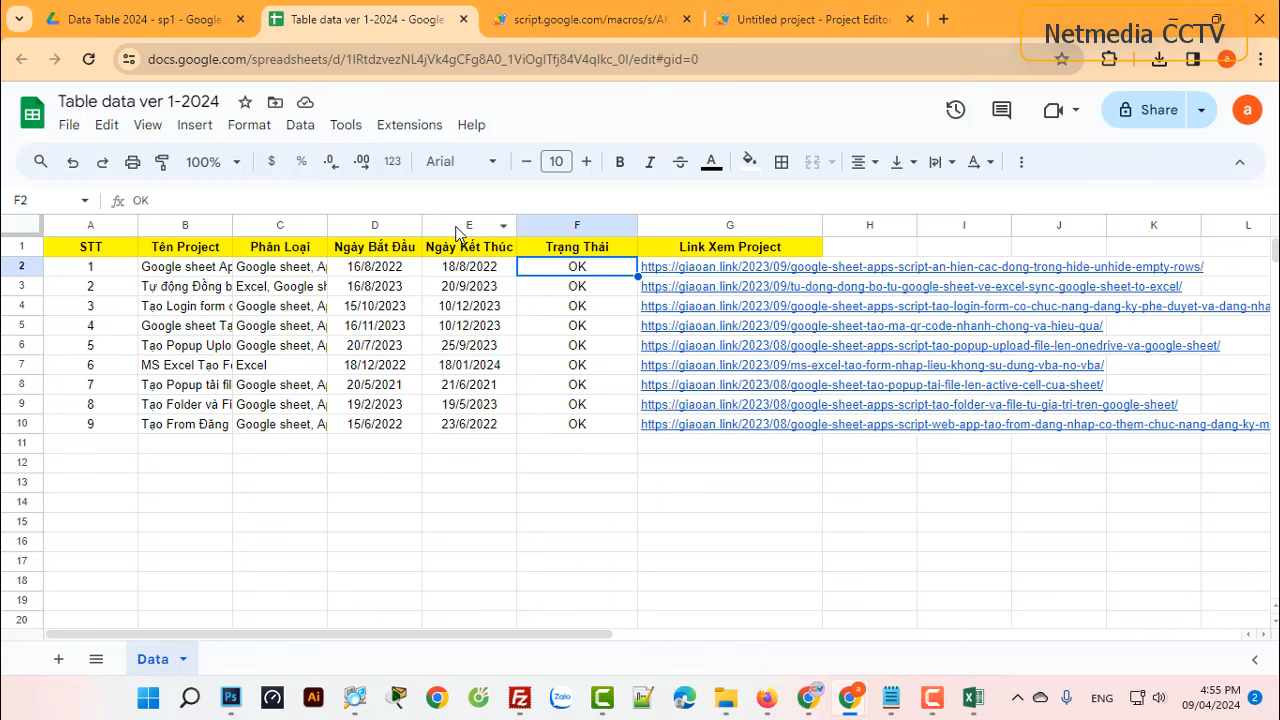 Data Table 2024 - sp1 - Google
Table data ver 1-2024 - Google
script.google.com/macros/s/AK
Untitled project - Project Editor
Netmedia CCTV
docs.google.com/spreadsheets/d/
/edit#gid=0
Table data ver 1-2024
File Edit View Insert Format Data Tools Extensions Help
Share
a
100% $ % .0 .00 123 Arial 10 B I A
F2 fx OK
A B C D E F G H I J K L
1 STT Tên Project Phân Loại Ngày Bắt Đầu Ngày Kết Thúc Trạng Thái Link Xem Project
2 1 Google sheet Ap Google sheet, Ap 16/8/2022 18/8/2022 OK https://giaoan.link/2023/09/google-sheet-apps-script-an-hien-cac-dong-trong-hide-unhide-empty-rows/
3 2 Tự động Đồng b Excel, Google sh 16/8/2023 20/9/2023 OK https://giaoan.link/2023/09/tu-dong-dong-bo-tu-google-sheet-ve-excel-sync-google-sheet-to-excel/
4 3 Tạo Login form c Google sheet, Ap 15/10/2023 10/12/2023 OK https://giaoan.link/2023/09/google-sheet-apps-script-tao-login-form-co-chuc-nang-dang-ky-phe-duyet-va-dang-nha
5 4 Google sheet Ta Google sheet, Ap 16/11/2023 10/12/2023 OK https://giaoan.link/2023/09/google-sheet-tao-ma-qr-code-nhanh-chong-va-hieu-qua/
6 5 Tạo Popup Uplo Google sheet, Ap 20/7/2023 25/9/2023 OK https://giaoan.link/2023/08/google-sheet-apps-script-tao-popup-upload-file-len-onedrive-va-google-sheet/
7 6 MS Excel Tạo Fo Excel 18/12/2022 18/01/2024 OK https://giaoan.link/2023/09/ms-excel-tao-form-nhap-lieu-khong-su-dung-vba-no-vba/
8 7 Tạo Popup tải fil Google sheet, Ap 20/5/2021 21/6/2021 OK https://giaoan.link/2023/08/google-sheet-tao-popup-tai-file-len-active-cell-cua-sheet/
9 8 Tạo Folder và Fi Google sheet, Ap 19/2/2023 19/5/2023 OK https://giaoan.link/2023/08/google-sheet-apps-script-tao-folder-va-file-tu-gia-tri-tren-google-sheet/
10 9 Tạo From Đăng Google sheet, Ap 15/6/2022 23/6/2022 OK https://giaoan.link/2023/08/google-sheet-apps-script-web-app-tao-from-dang-nhap-co-them-chuc-nang-dang-ky-m
11
12
13
14
15
16
17
18
19
20
Data
ENG
4:55 PM
09/04/2024
2